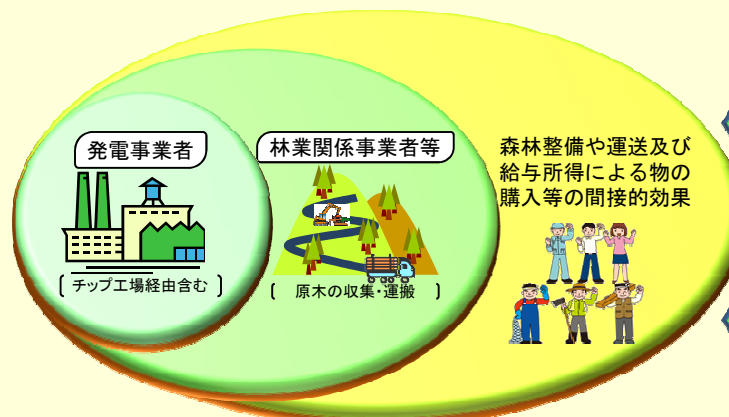 発電事業者
[ チップ工場経由含む ]
林業関係事業者等
[ 原木の収集・運搬 ]
森林整備や運送及び
給与所得による物の
購入等の間接的効果